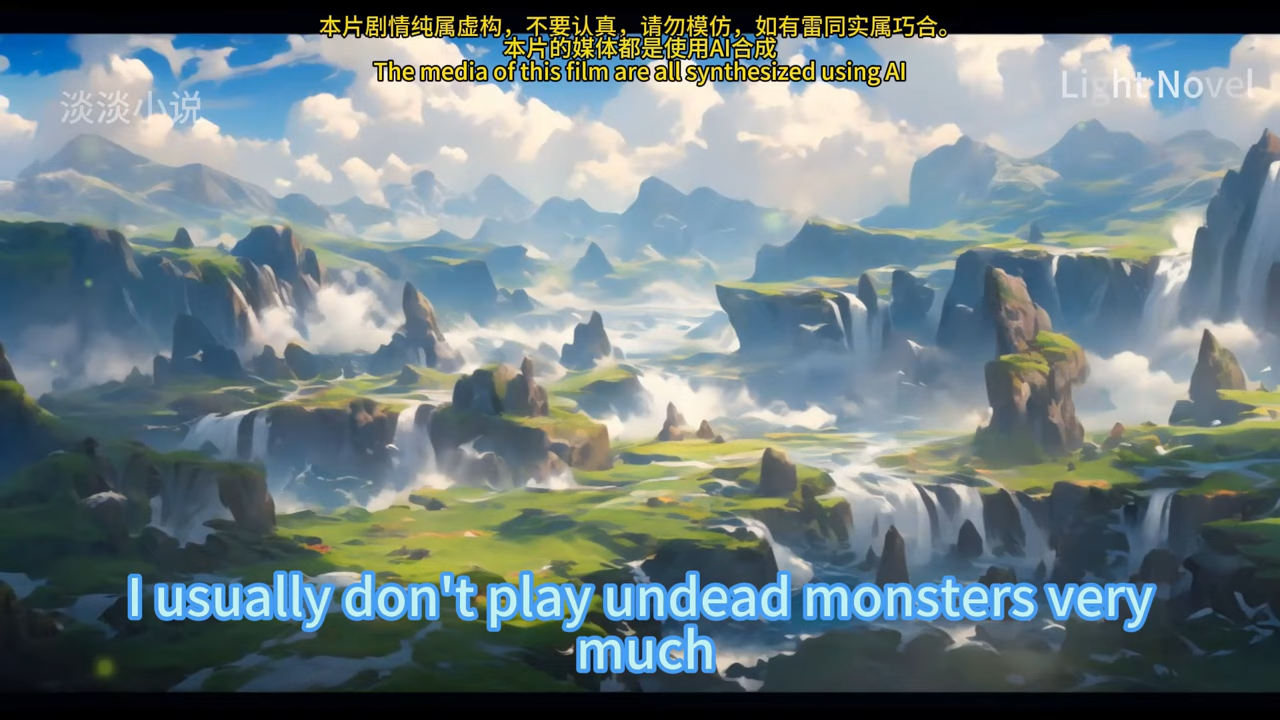 本片剧情纯属虚构，不要认真，请勿模仿，如有雷同实属巧合。
本片的媒体都是使用AI合成
The media of this film are all synthesized using AI
淡淡小说
Light Novel
I usually don't play undead monsters very
much